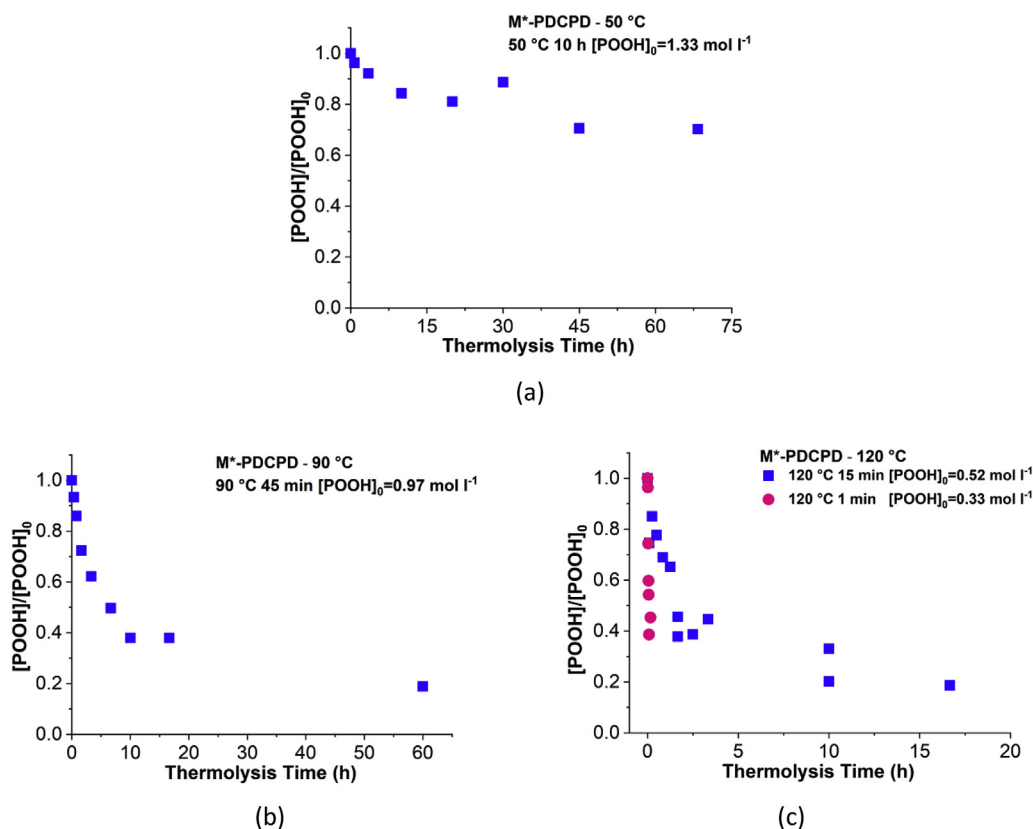 M*-PDCPD - 50 °C
50 °C 10 h [POOH]₀=1.33 mol l⁻¹
1.0
0.8
0.6
0.4
0.2
0.0
[POOH]/[POOH]₀
0 15 30 45 60 75
Thermolysis Time (h)
(a)
M*-PDCPD - 90 °C
90 °C 45 min [POOH]₀=0.97 mol l⁻¹
1.0
0.8
0.6
0.4
0.2
0.0
[POOH]/[POOH]₀
0 10 20 30 40 50 60
Thermolysis Time (h)
(b)
M*-PDCPD - 120 °C
120 °C 15 min [POOH]₀=0.52 mol l⁻¹
120 °C 1 min [POOH]₀=0.33 mol l⁻¹
1.0
0.8
0.6
0.4
0.2
0.0
[POOH]/[POOH]₀
0 5 10 15 20
Thermolysis Time (h)
(c)